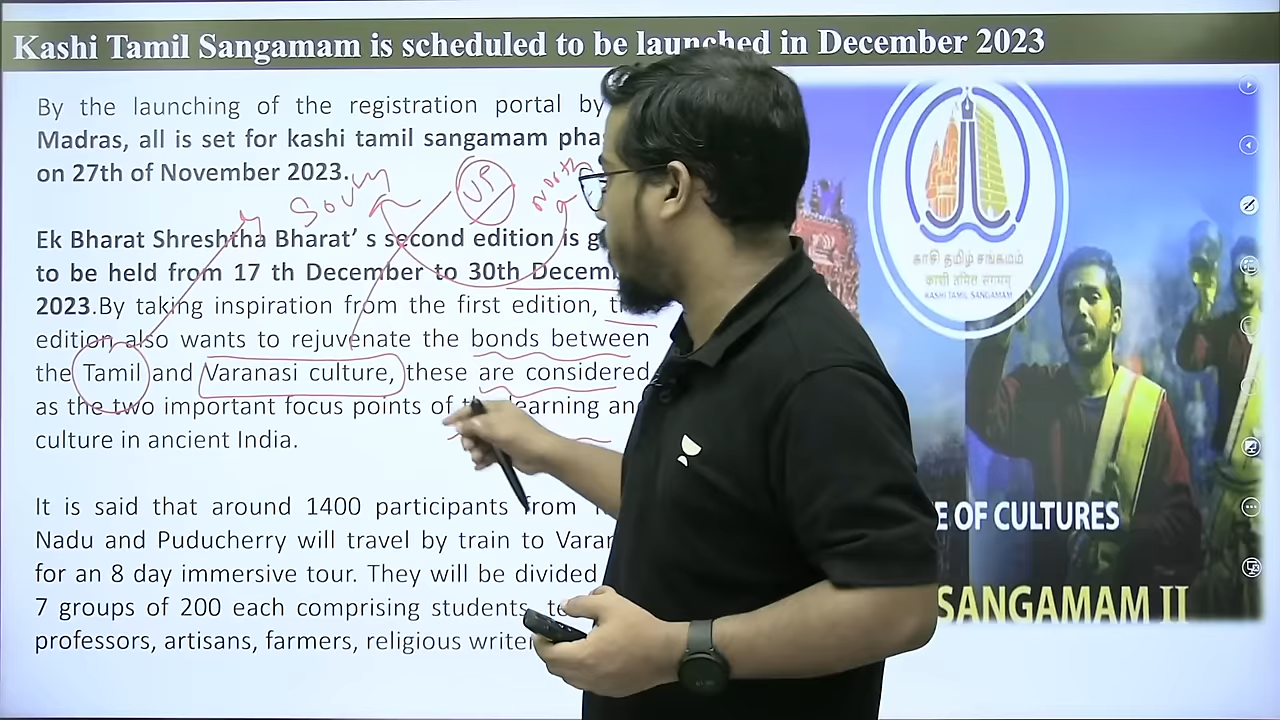 Kashi Tamil Sangamam is scheduled to be launched in December 2023
By the launching of the registration portal by
Madras, all is set for kashi tamil sangamam
on 27th of November 2023.
South
UP
north
Ek Bharat Shreshtha Bharat' s second edition is
to be held from 17 th December to 30th
2023.By taking inspiration from the first edition,
edition also wants to rejuvenate the bonds between
the Tamil and Varanasi culture, these are considered
as the two important focus points of learning
culture in ancient India.
It is said that around 1400 participants from
Nadu and Puducherry will travel by train to
for an 8 day immersive tour. They will be divided
7 groups of 200 each comprising students,
professors, artisans, farmers, religious
காசி தமிழ் சங்கமம்
काशी तमिल संगमम्
KASHI TAMIL SANGAMAM
OF CULTURES
SANGAMAM II